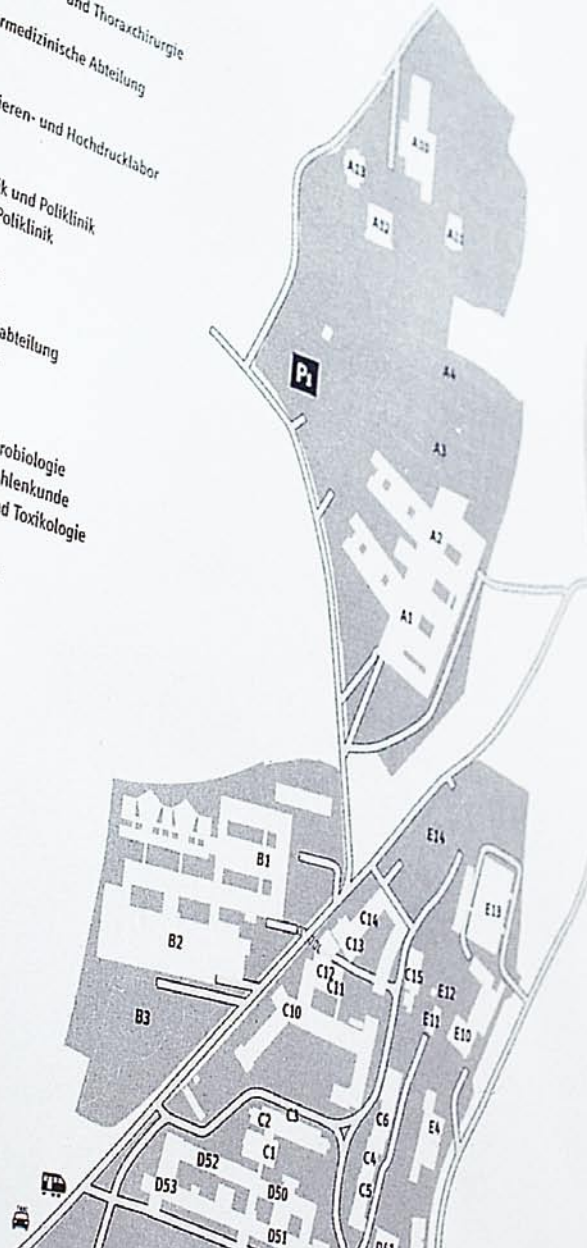 und Thoraxchirurgie
rmedizinische Abteilung
ieren- und Hochdrucklabor
k und Poliklinik
Poliklinik
abteilung
robiologie
hlenkunde
d Toxikologie
A10
A13
A12
A11
P1
A4
A3
A2
A1
E14
B1
E13
C14
B2
C13
C12
C15
C11
E12
B3
C10
E11
E10
C2
C3
C6
E4
C1
D52
C4
D53
D50
C5
D51
TAXI